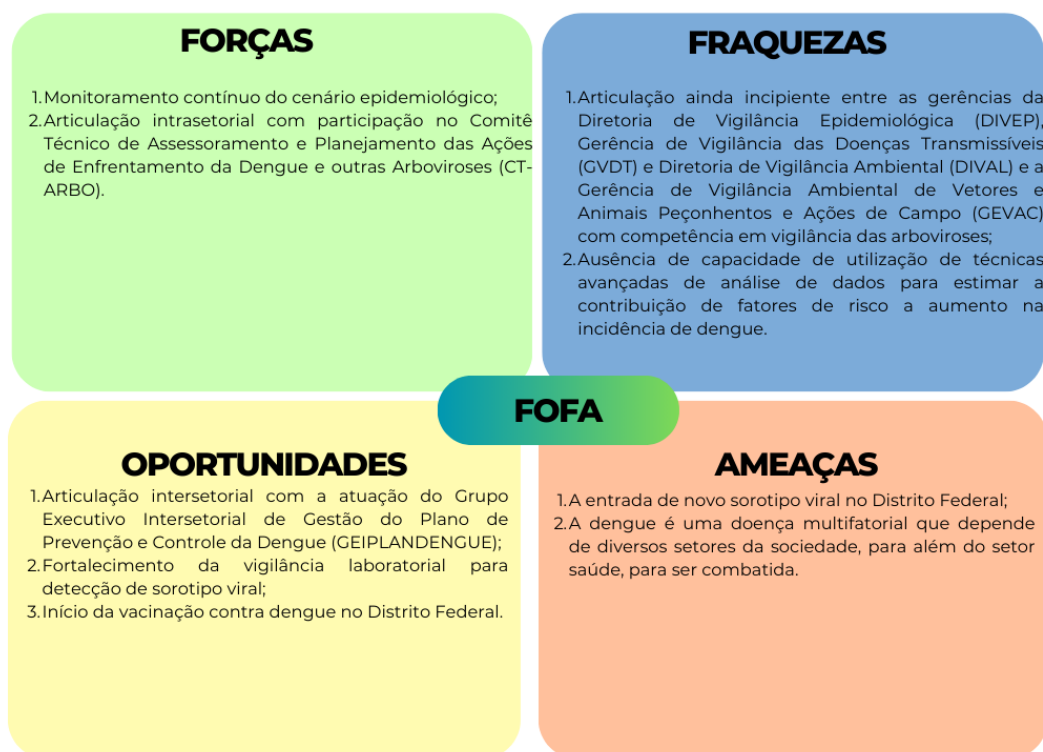 FORÇAS
1.Monitoramento contínuo do cenário epidemiológico;
2.Articulação intrasetorial com participação no Comitê
Técnico de Assessoramento e Planejamento das Ações
de Enfrentamento da Dengue e outras Arboviroses (CT-
ARBO).
FRAQUEZAS
1.Articulação ainda incipiente entre as gerências da
Diretoria de Vigilância Epidemiológica (DIVEP),
Gerência de Vigilância das Doenças Transmissíveis
(GVDT) e Diretoria de Vigilância Ambiental (DIVAL) e a
Gerência de Vigilância Ambiental de Vetores e
Animais Peçonhentos e Ações de Campo (GEVAC)
com competência em vigilância das arboviroses;
2.Ausência de capacidade de utilização de técnicas
avançadas de análise de dados para estimar a
contribuição de fatores de risco a aumento na
incidência de dengue.
FOFA
OPORTUNIDADES
1.Articulação intersetorial com a atuação do Grupo
Executivo Intersetorial de Gestão do Plano de
Prevenção e Controle da Dengue (GEIPLANDENGUE);
2.Fortalecimento da vigilância laboratorial para
detecção de sorotipo viral;
3.Início da vacinação contra dengue no Distrito Federal.
AMEAÇAS
1.A entrada de novo sorotipo viral no Distrito Federal;
2.A dengue é uma doença multifatorial que depende
de diversos setores da sociedade, para além do setor
saúde, para ser combatida.